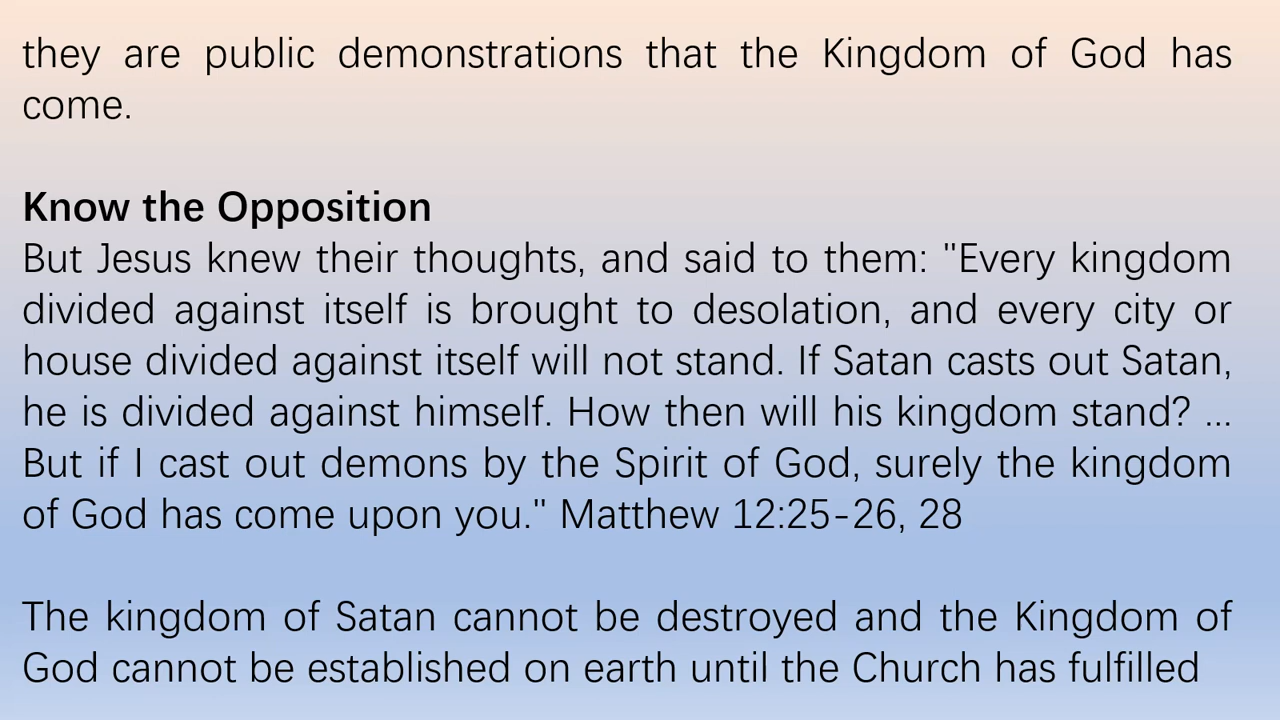 they are public demonstrations that the Kingdom of God has
come.
Know the Opposition
But Jesus knew their thoughts, and said to them: "Every kingdom
divided against itself is brought to desolation, and every city or
house divided against itself will not stand. If Satan casts out Satan,
he is divided against himself. How then will his kingdom stand? ...
But if I cast out demons by the Spirit of God, surely the kingdom
of God has come upon you." Matthew 12:25-26, 28
The kingdom of Satan cannot be destroyed and the Kingdom of
God cannot be established on earth until the Church has fulfilled